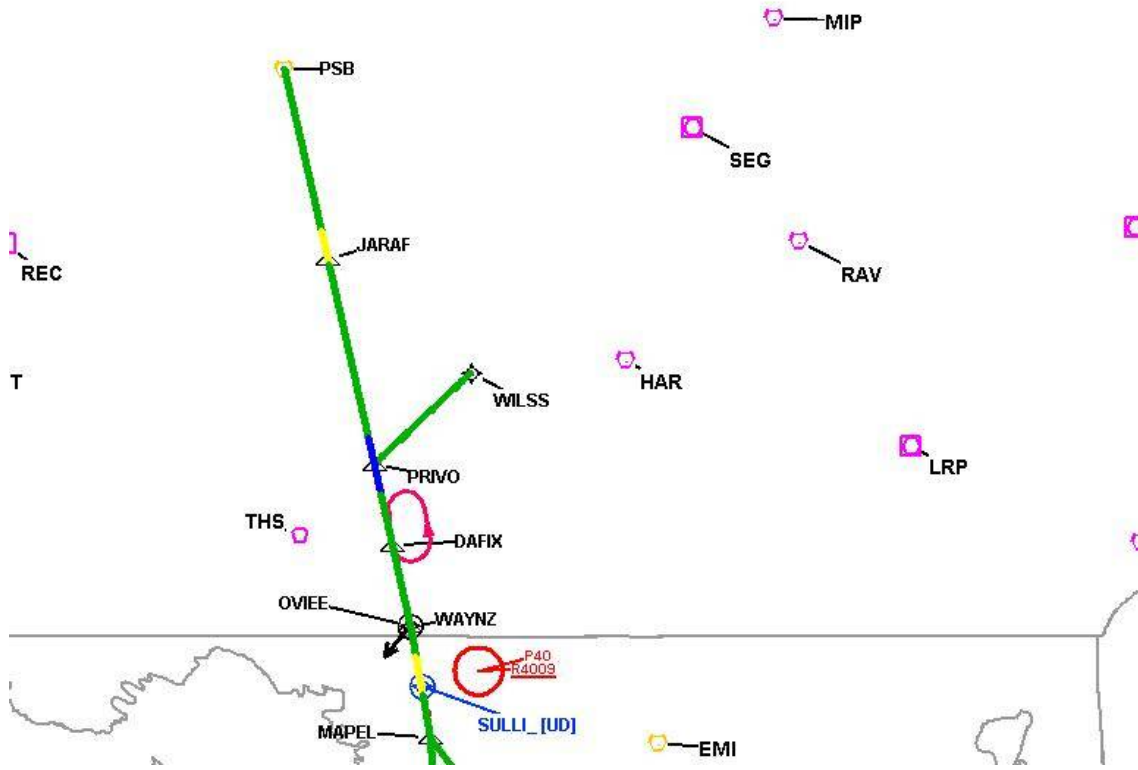 MIP
PSB
SEG
JARAF
REC
RAV
T
HAR
WILSS
PRIVO
LRP
THS
DAFIX
OVIEE
WAYNZ
P40
R4009
SULLI_[UD]
MAPEL
EMI